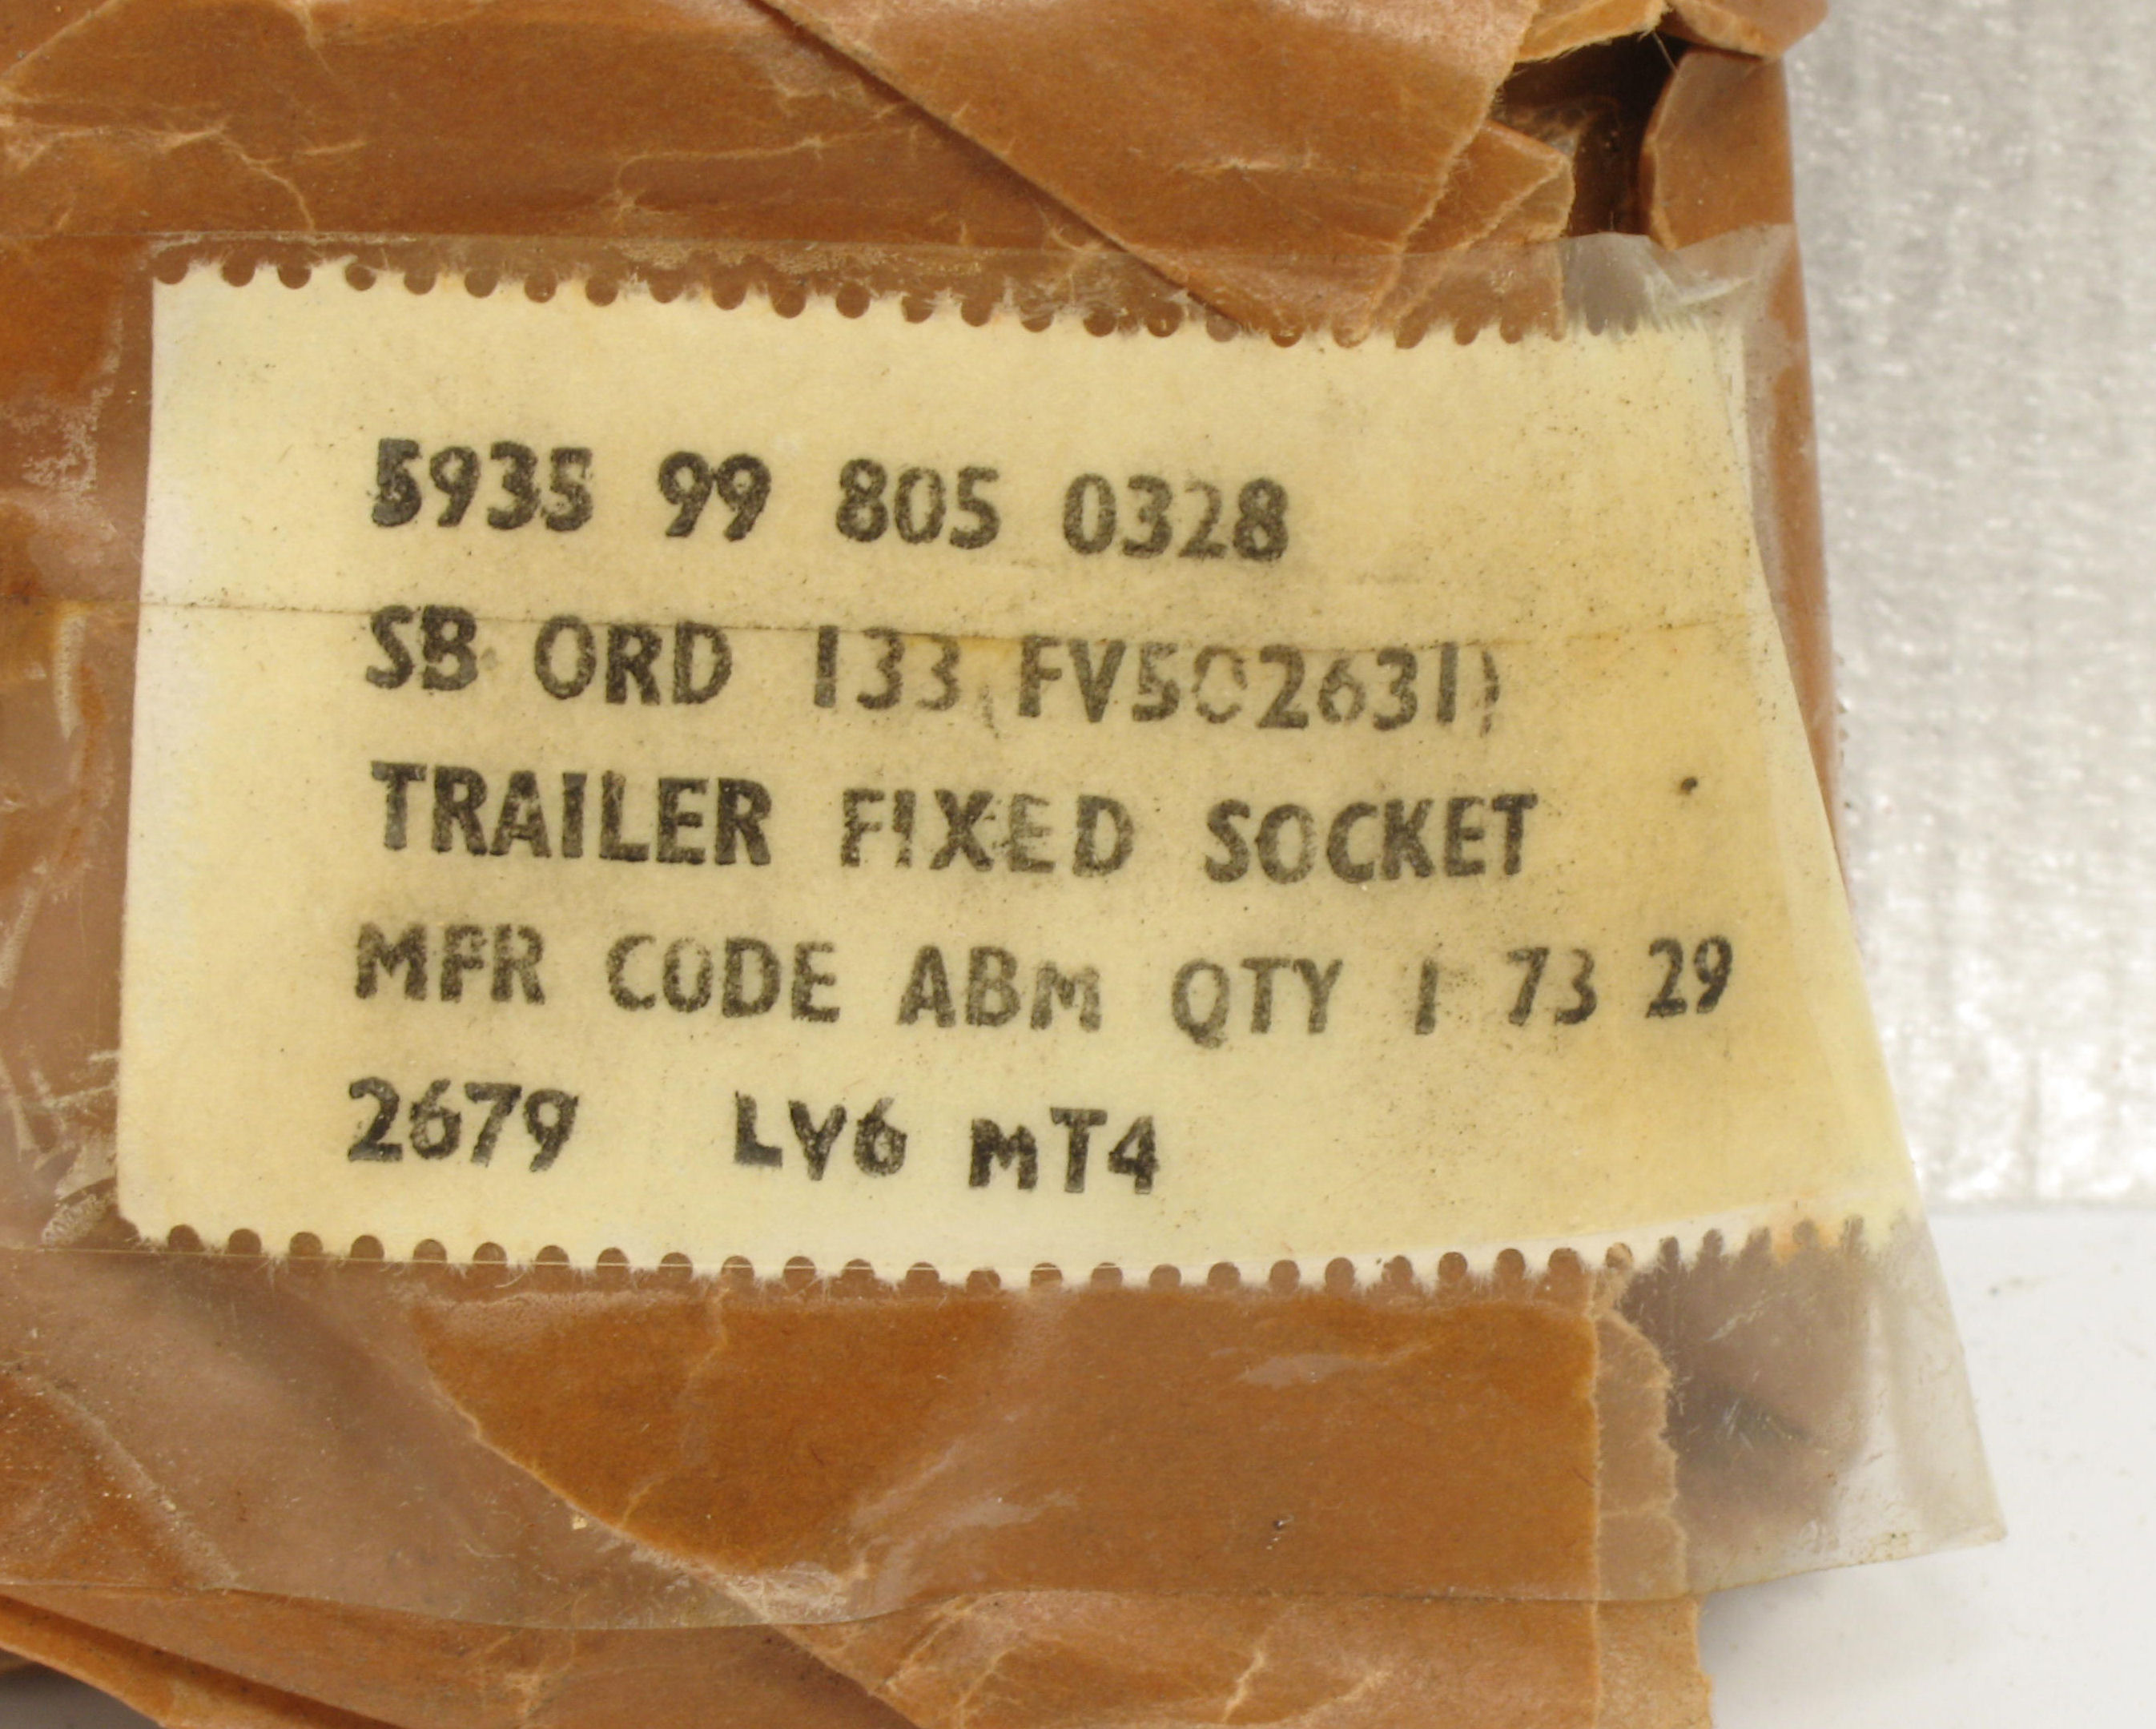 5935 99 805 0328
SB ORD 133 (FV502631)
TRAILER FIXED SOCKET
MFR CODE ABM QTY 1 73 29
2679 LV6 MT4